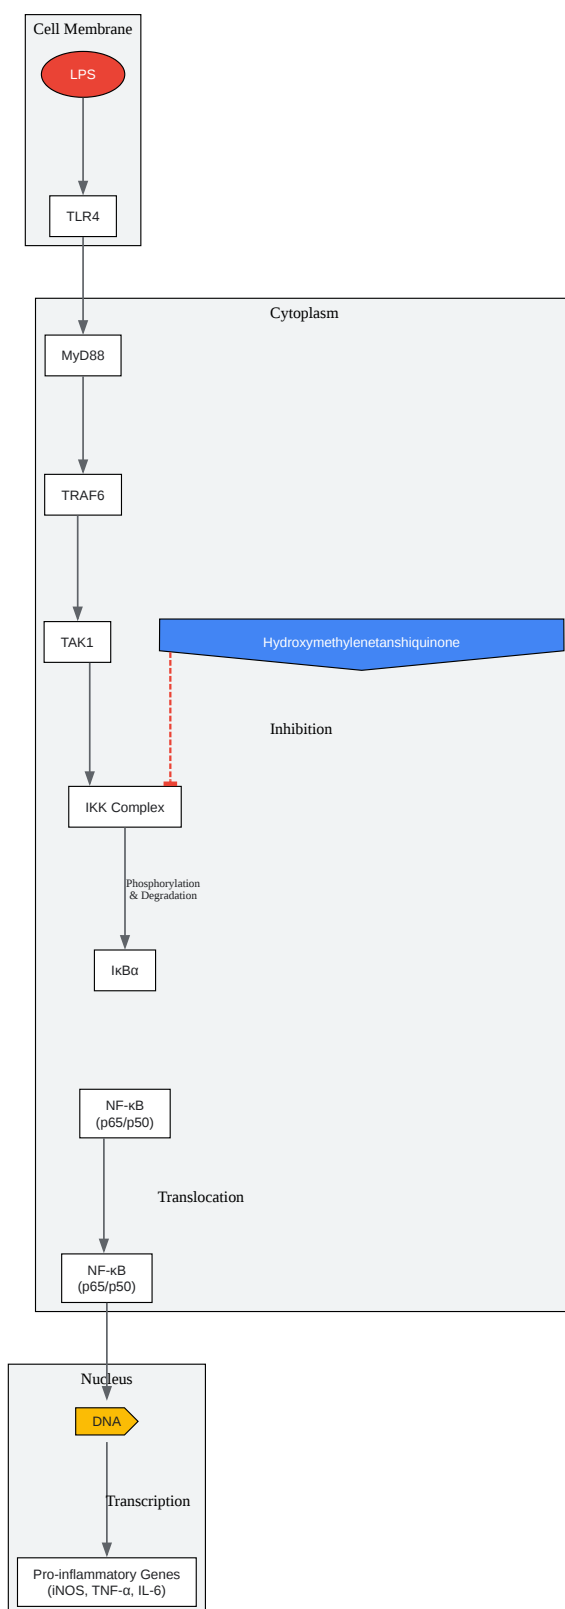 Cell Membrane
LPS
TLR4
Cytoplasm
MyD88
TRAF6
TAK1
Hydroxymethylenetanshiquinone
Inhibition
IKK Complex
Phosphorylation
& Degradation
IκBα
NF-κB
(p65/p50)
Translocation
NF-κB
(p65/p50)
Nucleus
DNA
Transcription
Pro-inflammatory Genes
(iNOS, TNF-α, IL-6)